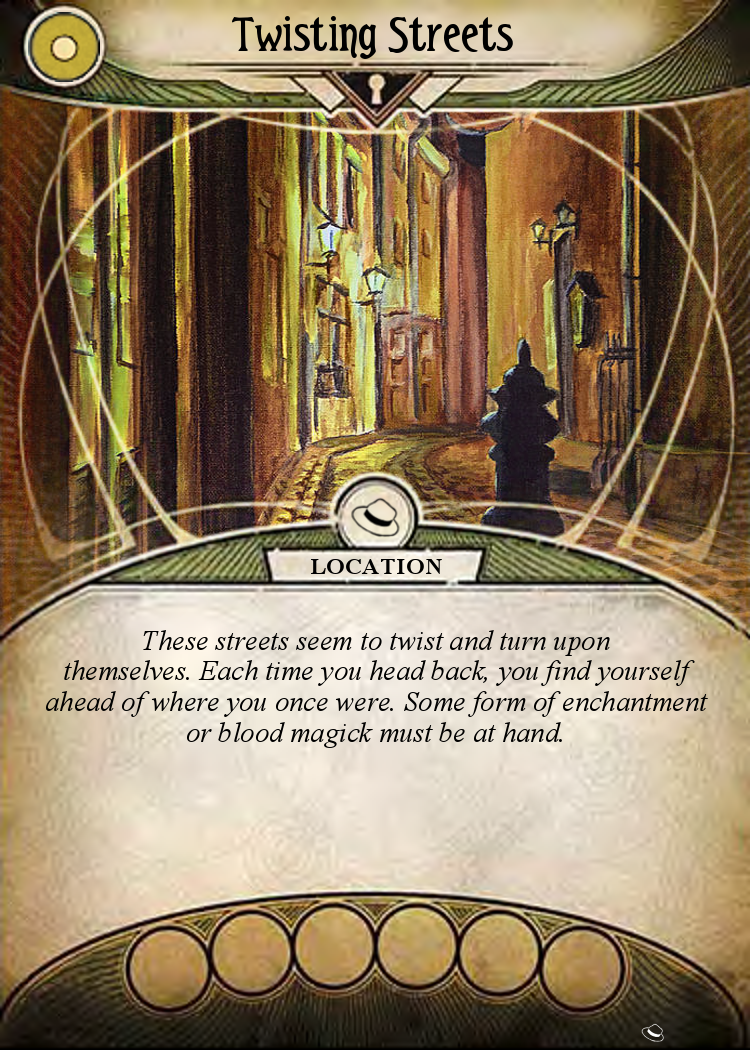 Twisting Streets
LOCATION
These streets seem to twist and turn upon
themselves. Each time you head back, you find yourself
ahead of where you once were. Some form of enchantment
or blood magick must be at hand.